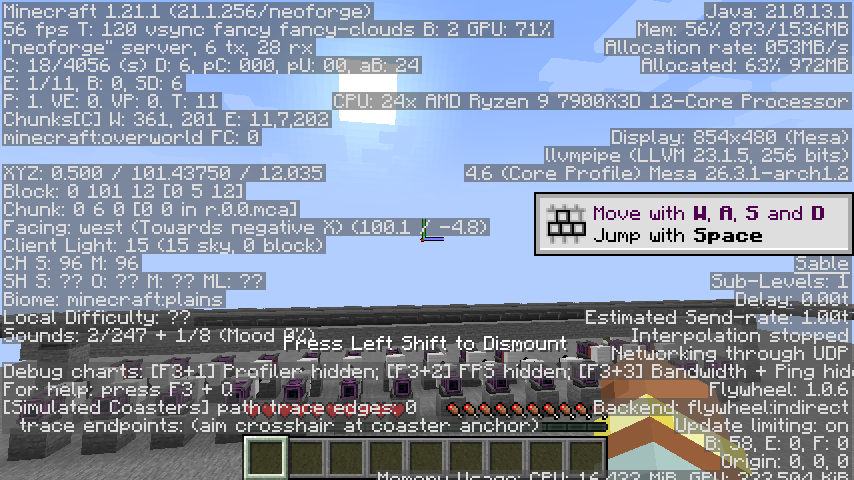 Minecraft 1.21.1 (21.1.256/neoforge)
56 fps T: 120 vsync fancy fancy-clouds B: 2 GPU: 71%
"neoforge" server, 6 tx, 28 rx
C: 18/4056 (s) D: 6, pC: 000, pU: 00, aB: 24
E: 1/11, B: 0, SD: 6
P: 1. VE: 0. VP: 0. T: 11
Chunks[C] W: 361, 201 E: 11,7,202
minecraft:overworld FC: 0
XYZ: 0.500 / 101.43750 / 12.035
Block: 0 101 12 [0 5 12]
Chunk: 0 6 0 [0 0 in r.0.0.mca]
Facing: west (Towards negative X) (100.1 / -4.8)
Client Light: 15 (15 sky, 0 block)
CH S: 96 M: 96
SH S: ?? O: ?? M: ?? ML: ??
Biome: minecraft:plains
Local Difficulty: ??
Sounds: 2/247 + 1/8 (Mood 0%)
Debug charts: [F3+1] Profiler hidden; [F3+2] FPS hidden; [F3+3] Bandwidth + Ping hid
For help: press F3 + Q
[Simulated Coasters] path trace edges: 0
trace endpoints: (aim crosshair at coaster anchor)
Java: 21.0.13.1
Mem: 56% 873/1536MB
Allocation rate: 053MB/s
Allocated: 63% 972MB
CPU: 24x AMD Ryzen 9 7900X3D 12-Core Processor
Display: 854x480 (Mesa)
llvmpipe (LLVM 23.1.5, 256 bits)
4.6 (Core Profile) Mesa 26.3.1-arch1.2
Move with W, A, S and D
Jump with Space
Sable
Sub-Levels: 1
Delay: 0.00t
Estimated Send-rate: 1.00t
Interpolation stopped
Networking through UDP
Press Left Shift to Dismount
Flywheel: 1.0.6
Backend: flywheel:indirect
Update limiting: on
B: 58, E: 0, F: 0
Origin: 0, 0, 0
Memory Usage: CPU: 16,433 MiB, GPU: 323,504 KiB